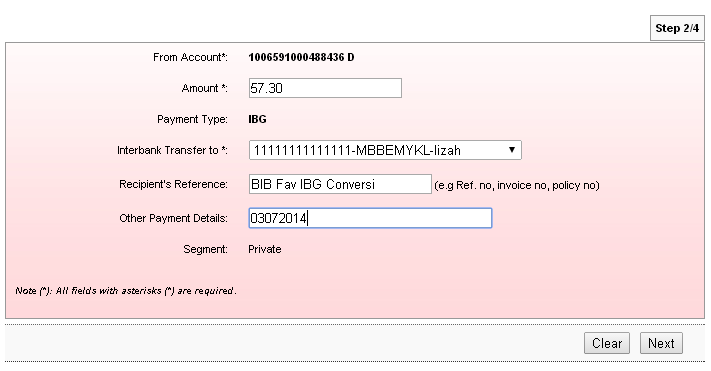 Step 2/4
From Account*: 1006591000488436 D
Amount *: 57.30
Payment Type: IBG
Interbank Transfer to *: 11111111111111-MBBEMYKL-lizah
Recipient's Reference: BIB Fav IBG Conversi (e.g Ref. no, invoice no, policy no)
Other Payment Details: 03072014
Segment: Private
Note (*): All fields with asterisks (*) are required.
Clear Next